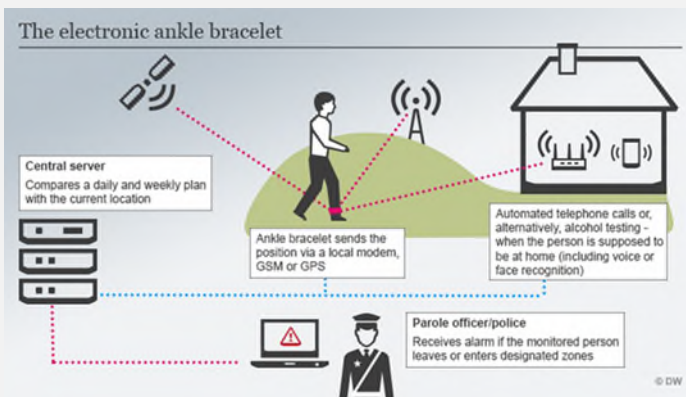 The electronic ankle bracelet
Central server
Compares a daily and weekly plan
with the current location
Ankle bracelet sends the
position via a local modem,
GSM or GPS
Automated telephone calls or,
alternatively, alcohol testing -
when the person is supposed to
be at home (including voice or
face recognition)
Parole officer/police
Receives alarm if the monitored person
leaves or enters designated zones
© DW